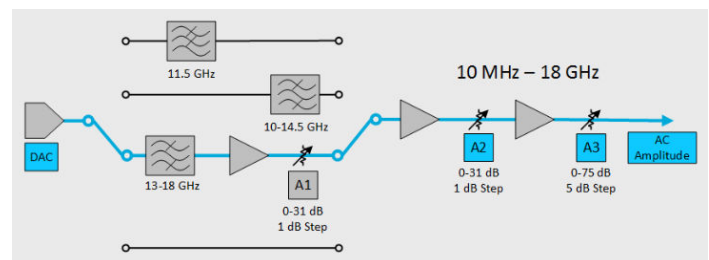 11.5 GHz
10-14.5 GHz
10 MHz – 18 GHz
DAC
13-18 GHz
A1
0-31 dB
1 dB Step
A2
0-31 dB
1 dB Step
A3
0-75 dB
5 dB Step
AC
Amplitude